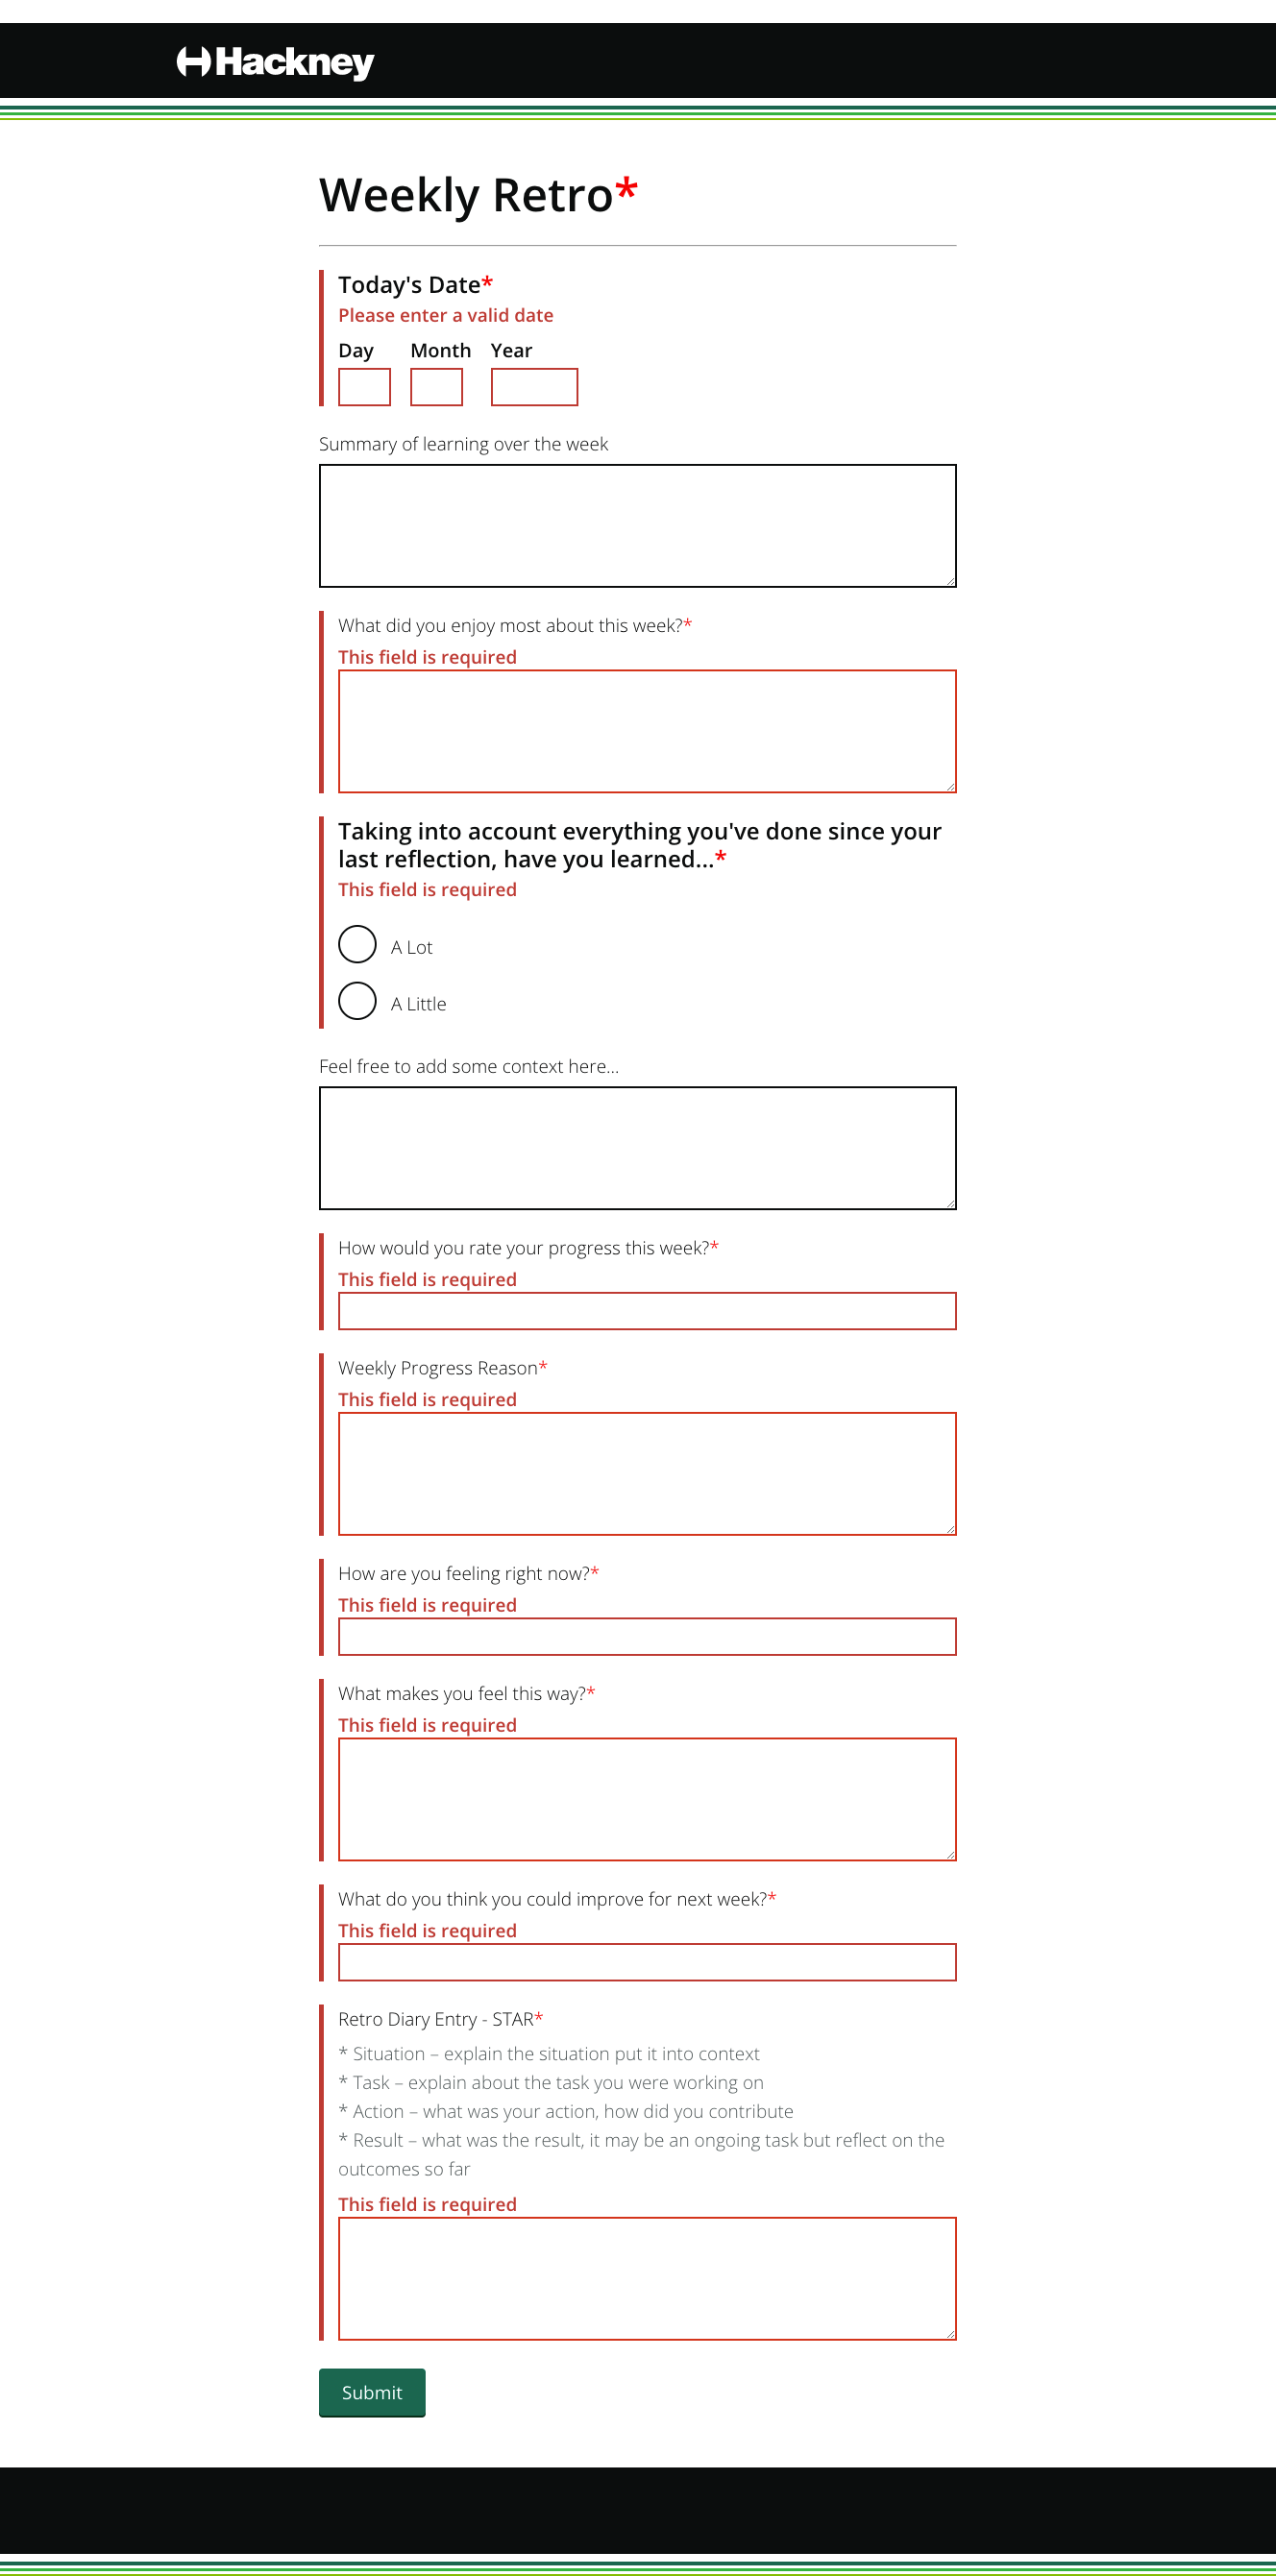 Hackney
Weekly Retro*
Today's Date*
Please enter a valid date
Day Month Year
Summary of learning over the week
What did you enjoy most about this week?*
This field is required
Taking into account everything you've done since your
last reflection, have you learned...*
This field is required
A Lot
A Little
Feel free to add some context here...
How would you rate your progress this week?*
This field is required
Weekly Progress Reason*
This field is required
How are you feeling right now?*
This field is required
What makes you feel this way?*
This field is required
What do you think you could improve for next week?*
This field is required
Retro Diary Entry - STAR*
* Situation – explain the situation put it into context
* Task – explain about the task you were working on
* Action – what was your action, how did you contribute
* Result – what was the result, it may be an ongoing task but reflect on the
outcomes so far
This field is required
Submit